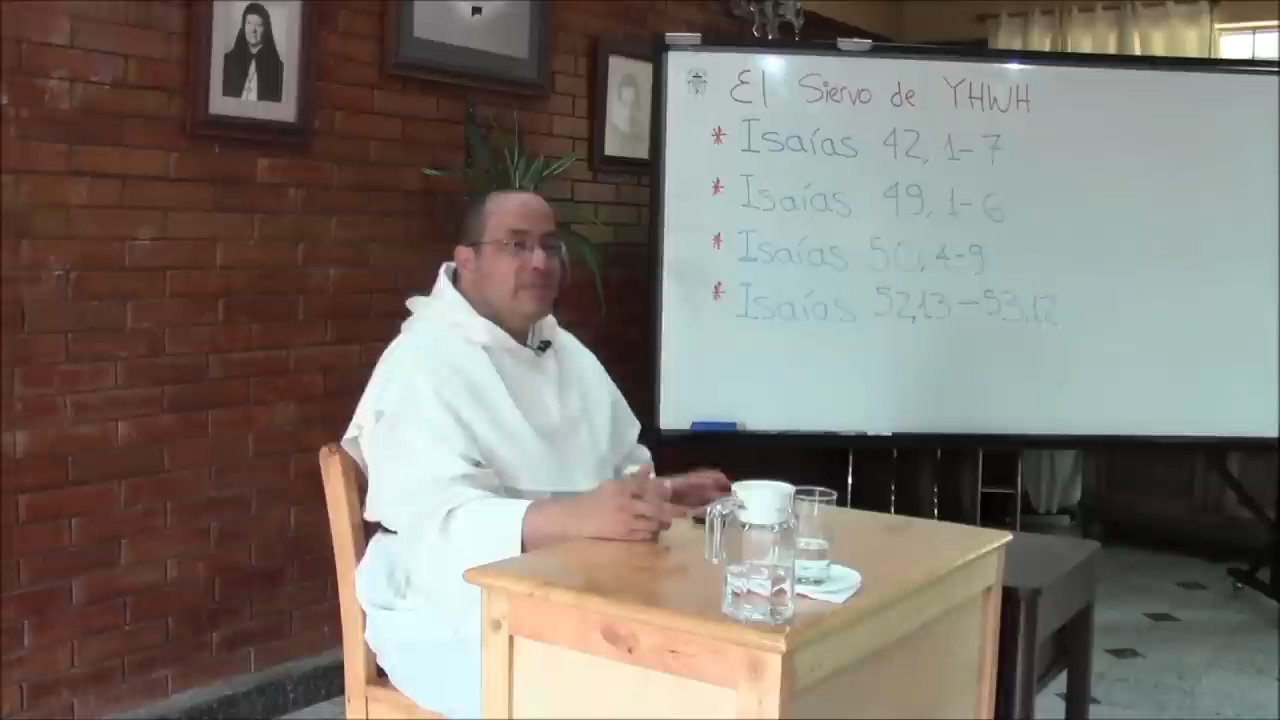 El Siervo de YHWH
* Isaías 42, 1-7
* Isaías 49, 1-6
* Isaías 50, 4-9
* Isaías 52,13-53,12